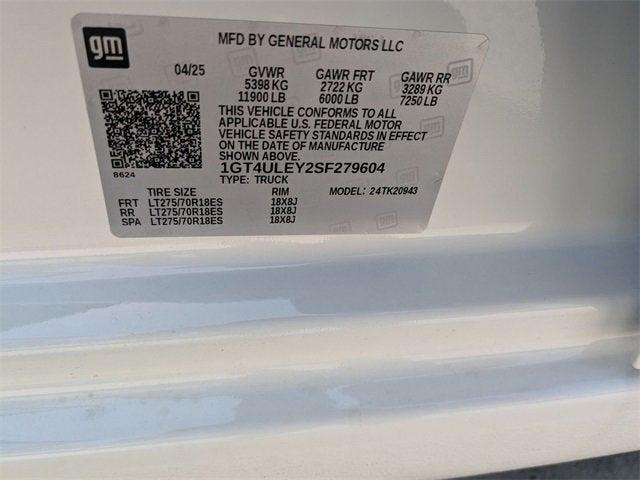 gm
MFD BY GENERAL MOTORS LLC
04/25 GVWR GAWR FRT GAWR RR
5398 KG 2722 KG 3289 KG
11900 LB 6000 LB 7250 LB
THIS VEHICLE CONFORMS TO ALL
APPLICABLE U.S. FEDERAL MOTOR
VEHICLE SAFETY STANDARDS IN EFFECT
ON THE DATE OF MANUFACTURE
SHOWN ABOVE.
8624
1GT4ULEY2SF279604
TYPE: TRUCK MODEL: 24TK20943
TIRE SIZE RIM
FRT LT275/70R18ES 18X8J
RR LT275/70R18ES 18X8J
SPA LT275/70R18ES 18X8J